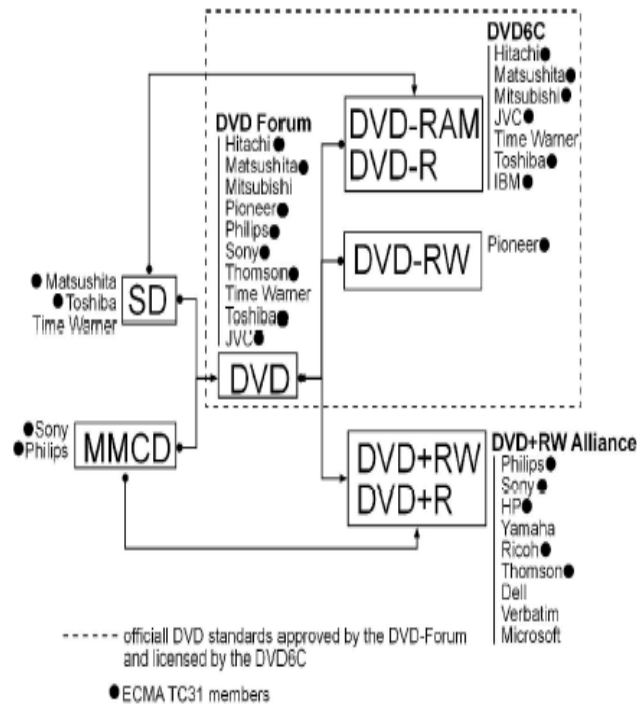 DVD6C
Hitachi●
Matsushita●
Mitsubishi●
JVC●
Time Warner
Toshiba●
IBM●
DVD-RAM
DVD-R
DVD Forum
Hitachi●
Matsushita●
Mitsubishi
Pioneer●
Philips●
Sony●
Thomson●
Time Warner
Toshiba●
JVC●
DVD-RW
Pioneer●
●Matsushita
●Toshiba
Time Warner
SD
DVD
●Sony
●Philips
MMCD
DVD+RW
DVD+R
DVD+RW Alliance
Philips●
Sony●
HP●
Yamaha
Ricoh●
Thomson●
Dell
Verbatim
Microsoft
----- officiall DVD standards approved by the DVD-Forum
and licensed by the DVD6C
●ECMA TC31 members